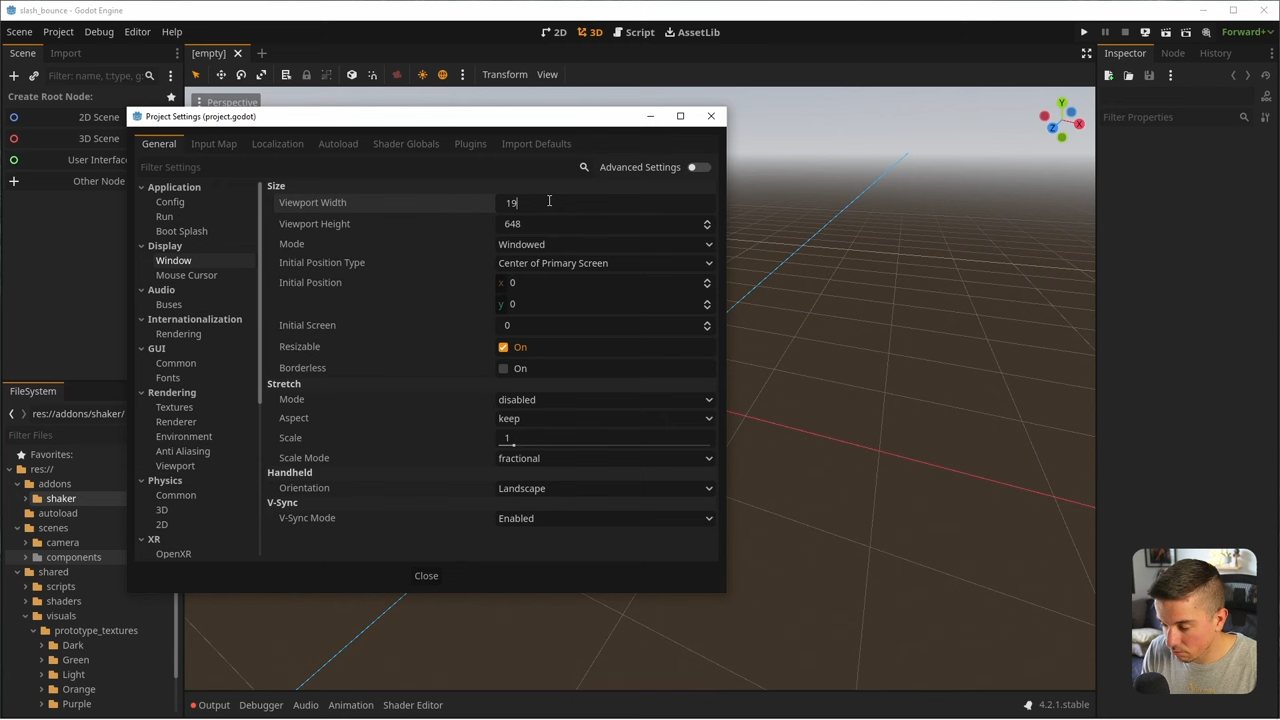 slash_bounce - Godot Engine
Scene Project Debug Editor Help
2D 3D Script AssetLib
Forward+
Scene Import
[empty]
Inspector Node History
Filter: name, t:type, g:
Transform View
Create Root Node:
Perspective
2D Scene
3D Scene
User Interface
Other Node
Filter Properties
Y
X
Z
Project Settings (project.godot)
General Input Map Localization Autoload Shader Globals Plugins Import Defaults
Filter Settings
Advanced Settings
Application
Config
Run
Boot Splash
Display
Window
Mouse Cursor
Audio
Buses
Internationalization
Rendering
GUI
Common
Fonts
Rendering
Textures
Renderer
Environment
Anti Aliasing
Viewport
Physics
Common
3D
2D
XR
OpenXR
Size
Viewport Width 19
Viewport Height 648
Mode Windowed
Initial Position Type Center of Primary Screen
Initial Position x 0
y 0
Initial Screen 0
Resizable On
Borderless On
Stretch
Mode disabled
Aspect keep
Scale 1
Scale Mode fractional
Handheld
Orientation Landscape
V-Sync
V-Sync Mode Enabled
Close
FileSystem
res://addons/shaker/
Filter Files
Favorites:
res://
addons
shaker
autoload
scenes
camera
components
shared
scripts
shaders
visuals
prototype_textures
Dark
Green
Light
Orange
Purple
Output Debugger Audio Animation Shader Editor
4.2.1.stable